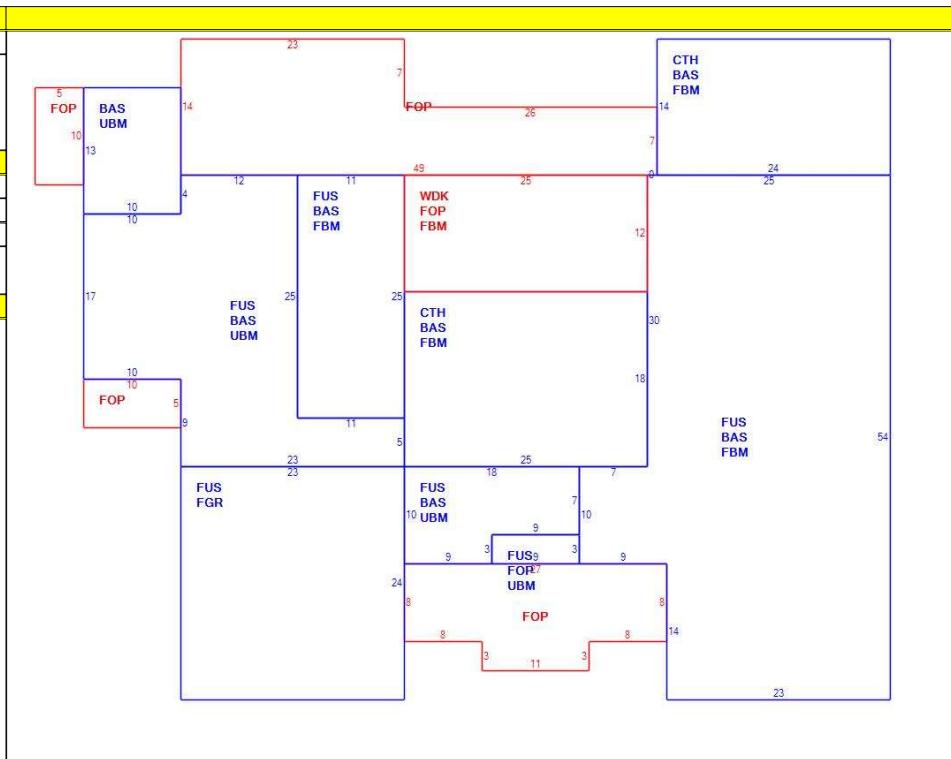 23
CTH
BAS
FBM
7
5
FOP
BAS
UBM
14
FOP
26
14
10
13
7
49
24
12
11
25
0
25
4
FUS
BAS
FBM
WDK
FOP
FBM
10
10
12
17
FUS
BAS
UBM
25
25
CTH
BAS
FBM
30
10
10
18
FOP
5
9
11
FUS
BAS
FBM
54
5
23
23
25
18
7
FUS
FGR
FUS
BAS
UBM
7
10
10
9
3
3
9
9
9
FUS
FOP
UBM
27
24
8
8
FOP
14
8
8
3
3
11
23